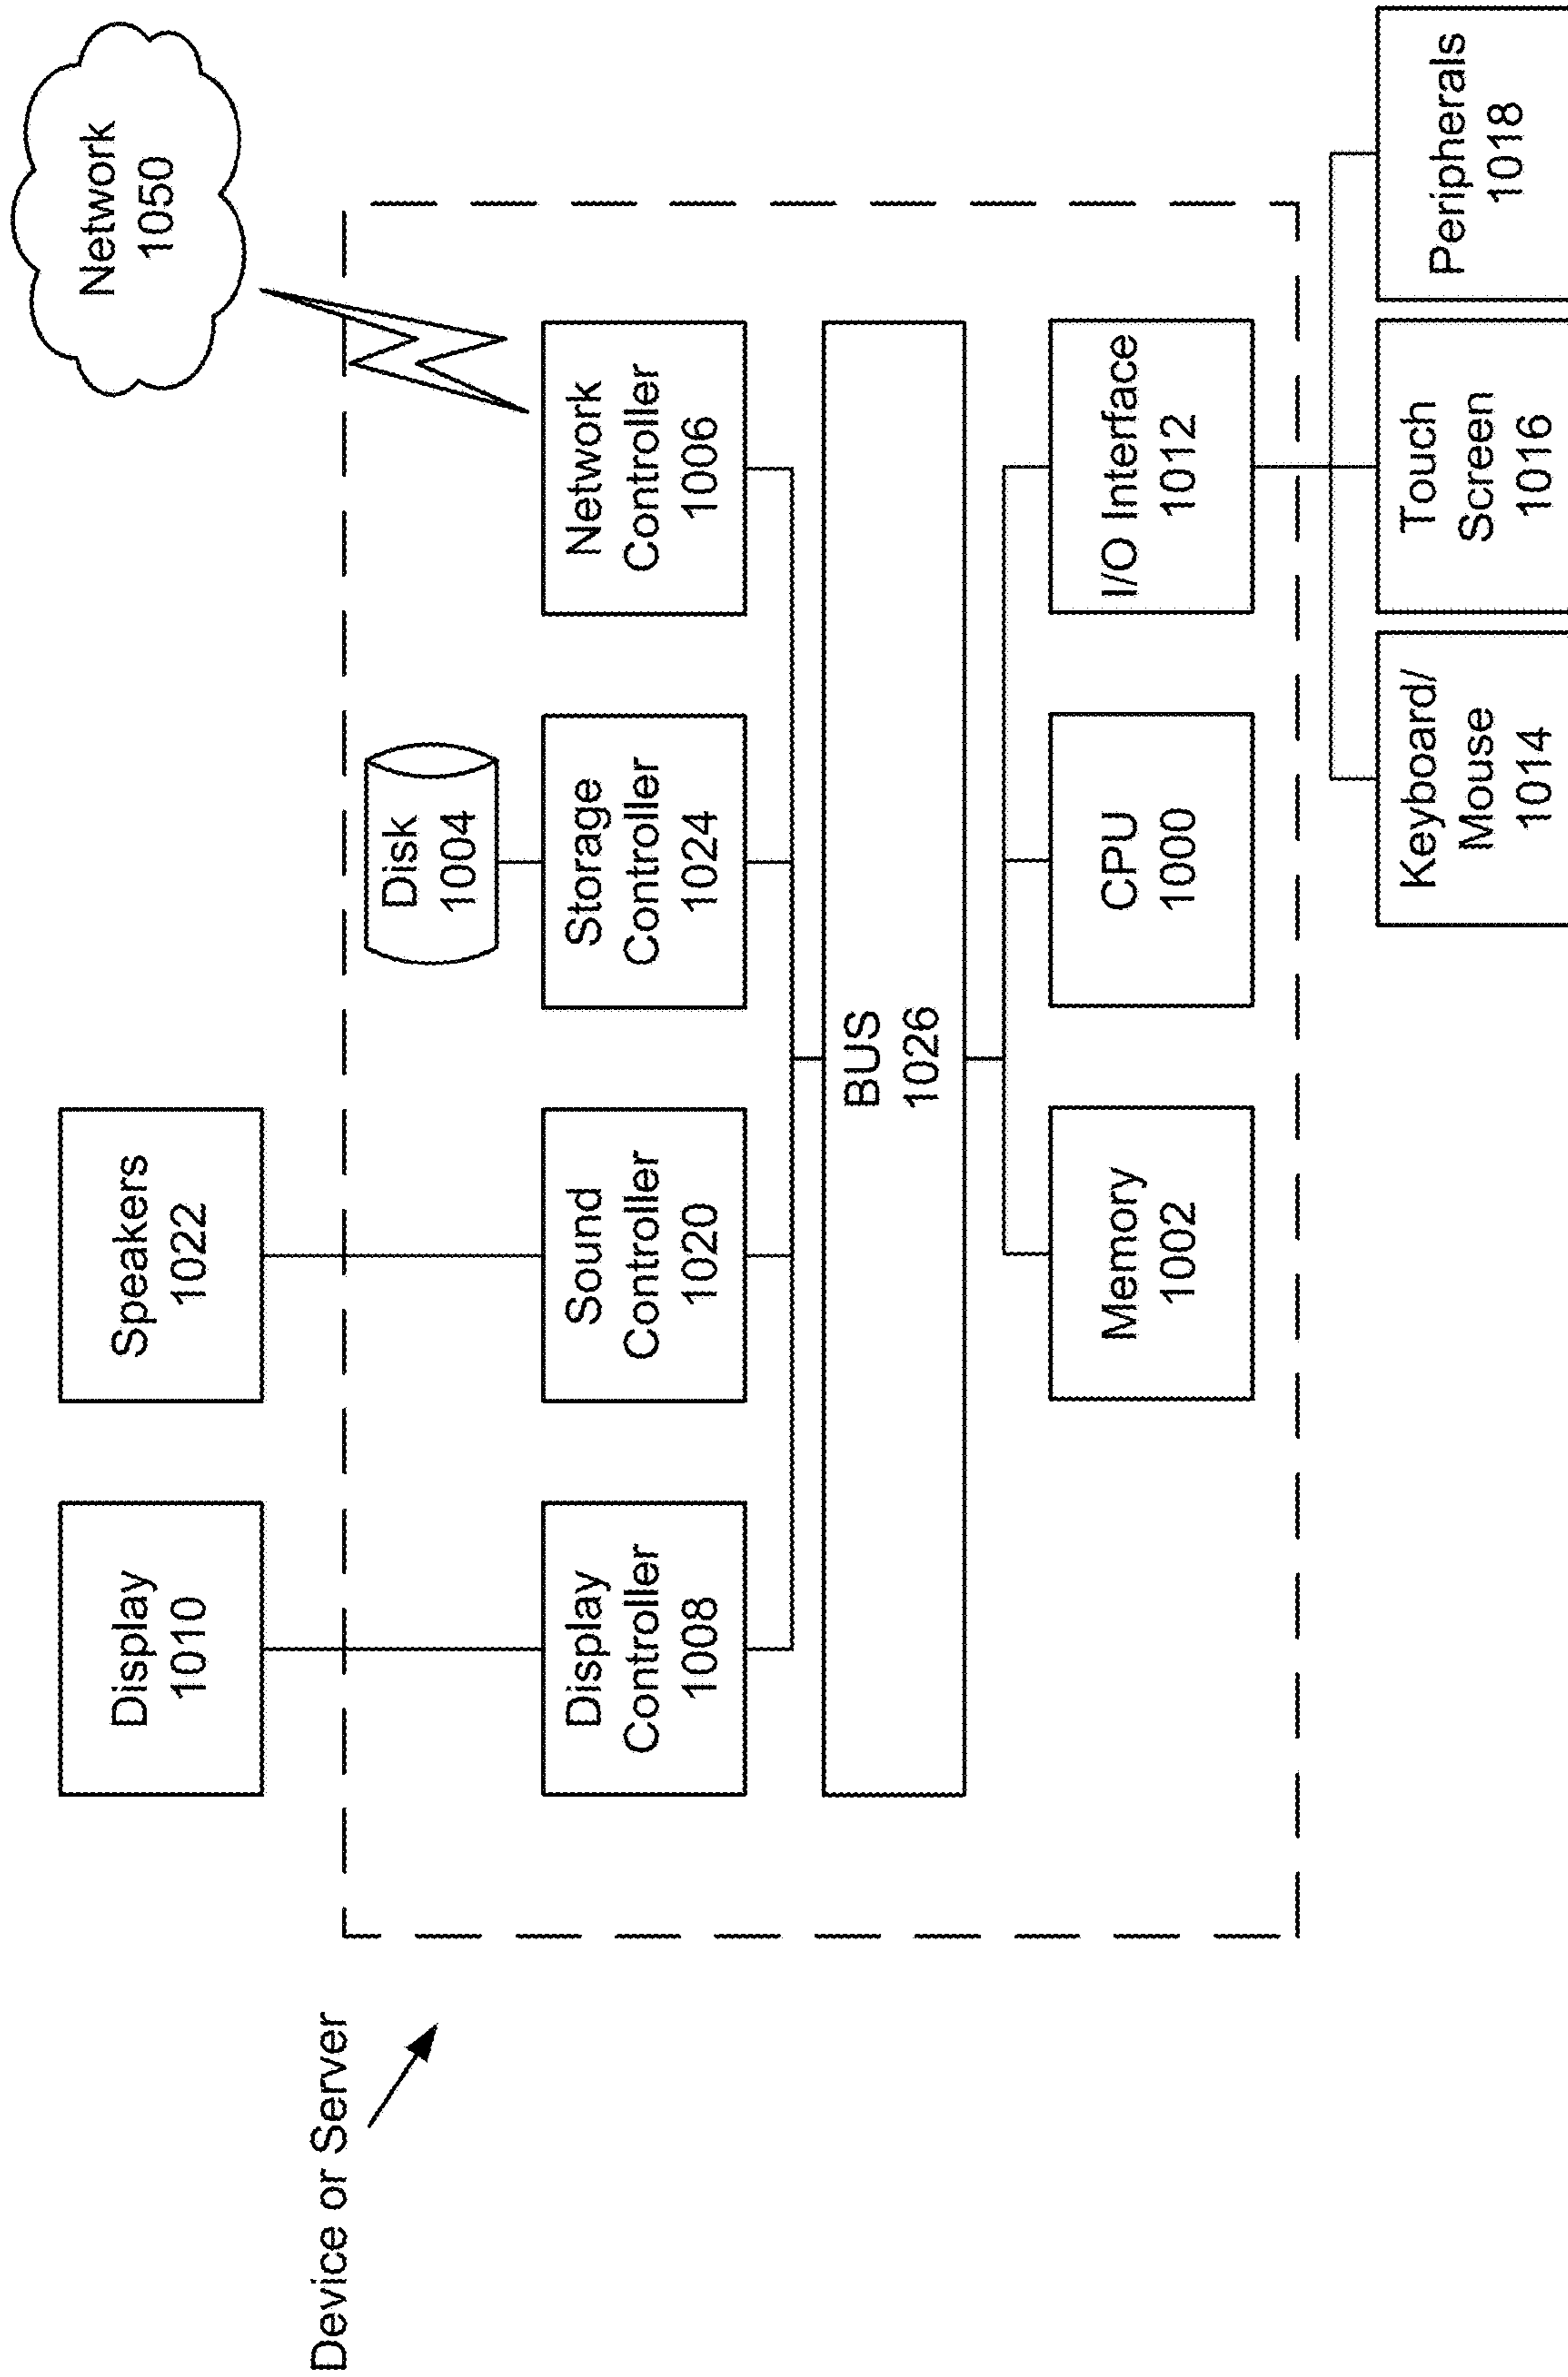 Device or Server
Display
1010
Speakers
1022
Network
1050
Disk
1004
Display
Controller
1008
Sound
Controller
1020
Storage
Controller
1024
Network
Controller
1006
BUS
1026
Memory
1002
CPU
1000
I/O Interface
1012
Keyboard/
Mouse
1014
Touch
Screen
1016
Peripherals
1018